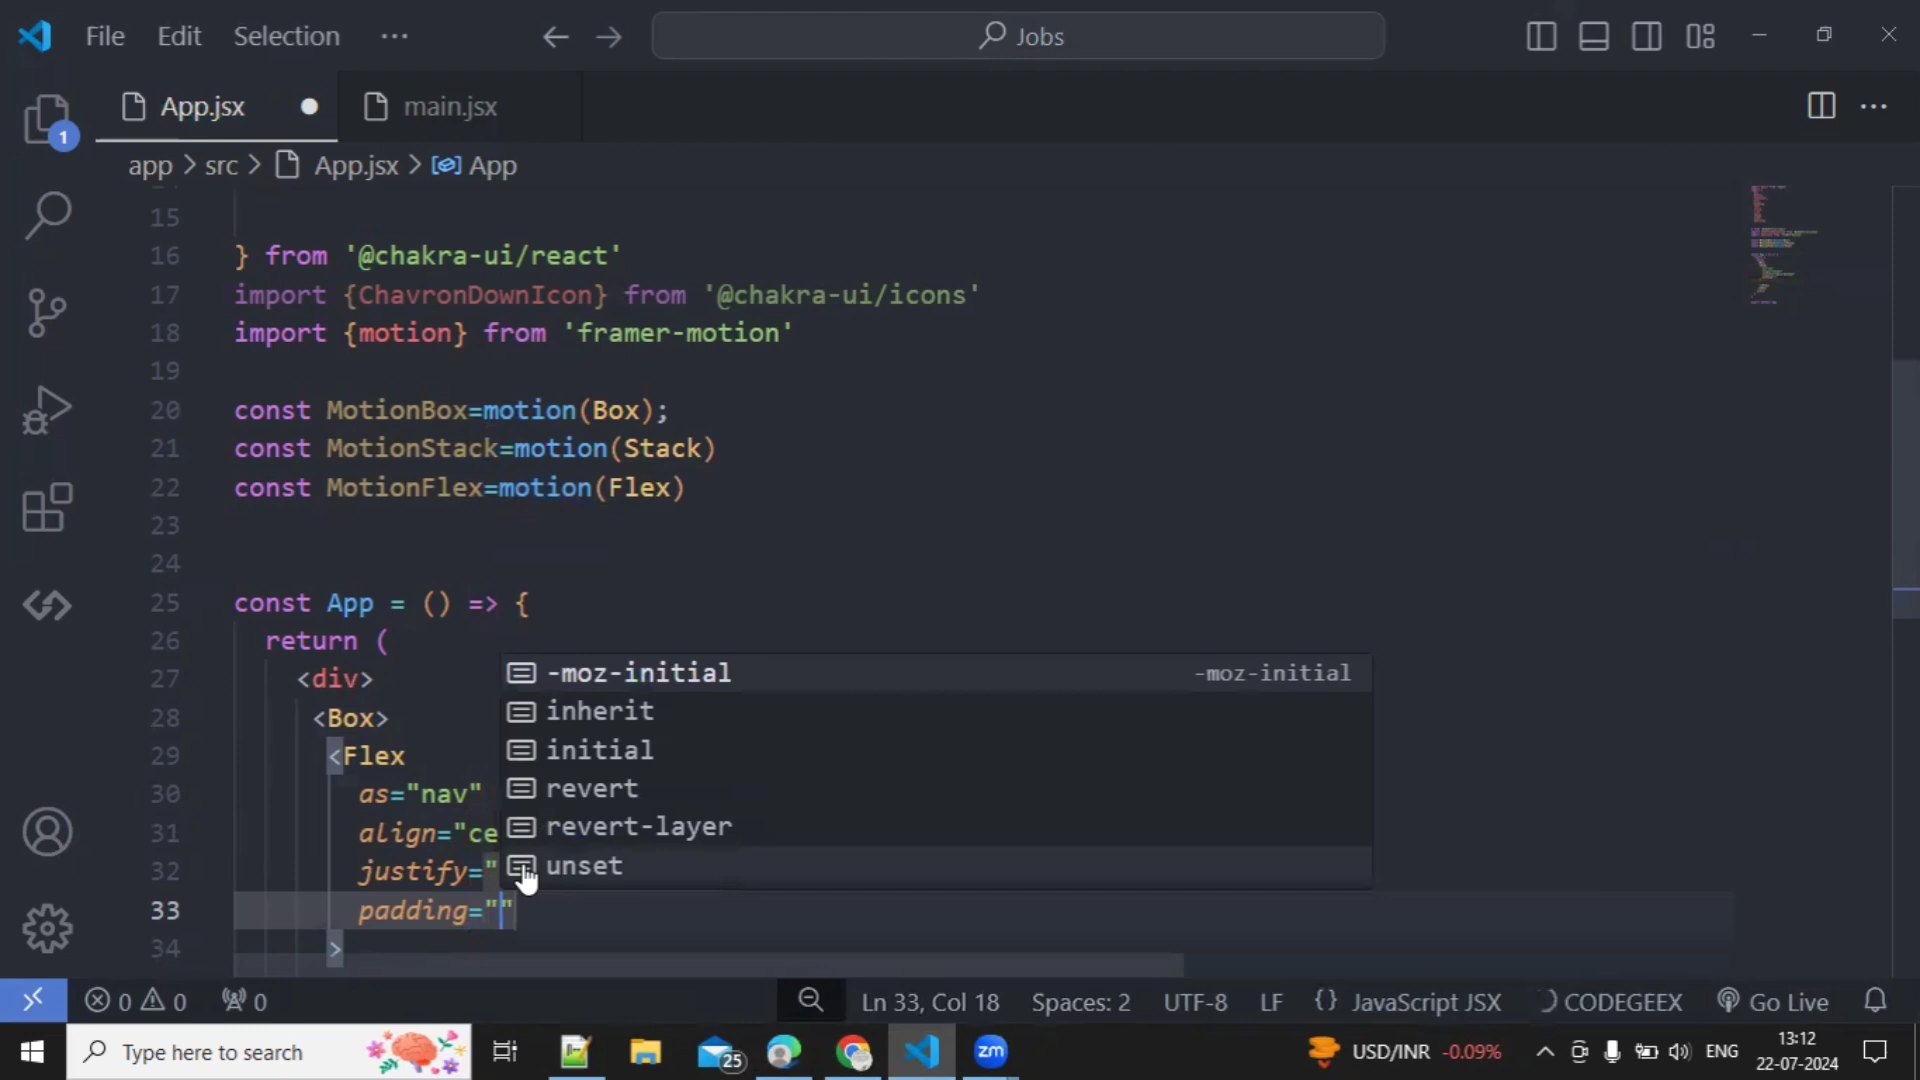 File Edit Selection ··· Jobs
App.jsx main.jsx
app > src > App.jsx > App
15
16 } from '@chakra-ui/react'
17 import {ChavronDownIcon} from '@chakra-ui/icons'
18 import {motion} from 'framer-motion'
19
20 const MotionBox=motion(Box);
21 const MotionStack=motion(Stack)
22 const MotionFlex=motion(Flex)
23
24
25 const App = () => {
26 return (
27 <div>
28 <Box>
29 <Flex
30 as="nav"
31 align="ce
32 justify="
33 padding=""
34 >
-moz-initial -moz-initial
inherit
initial
revert
revert-layer
unset
1
0 0 0 Ln 33, Col 18 Spaces: 2 UTF-8 LF {} JavaScript JSX CODEGEEX Go Live
Type here to search 25 zm USD/INR -0.09% ENG 13:12
22-07-2024